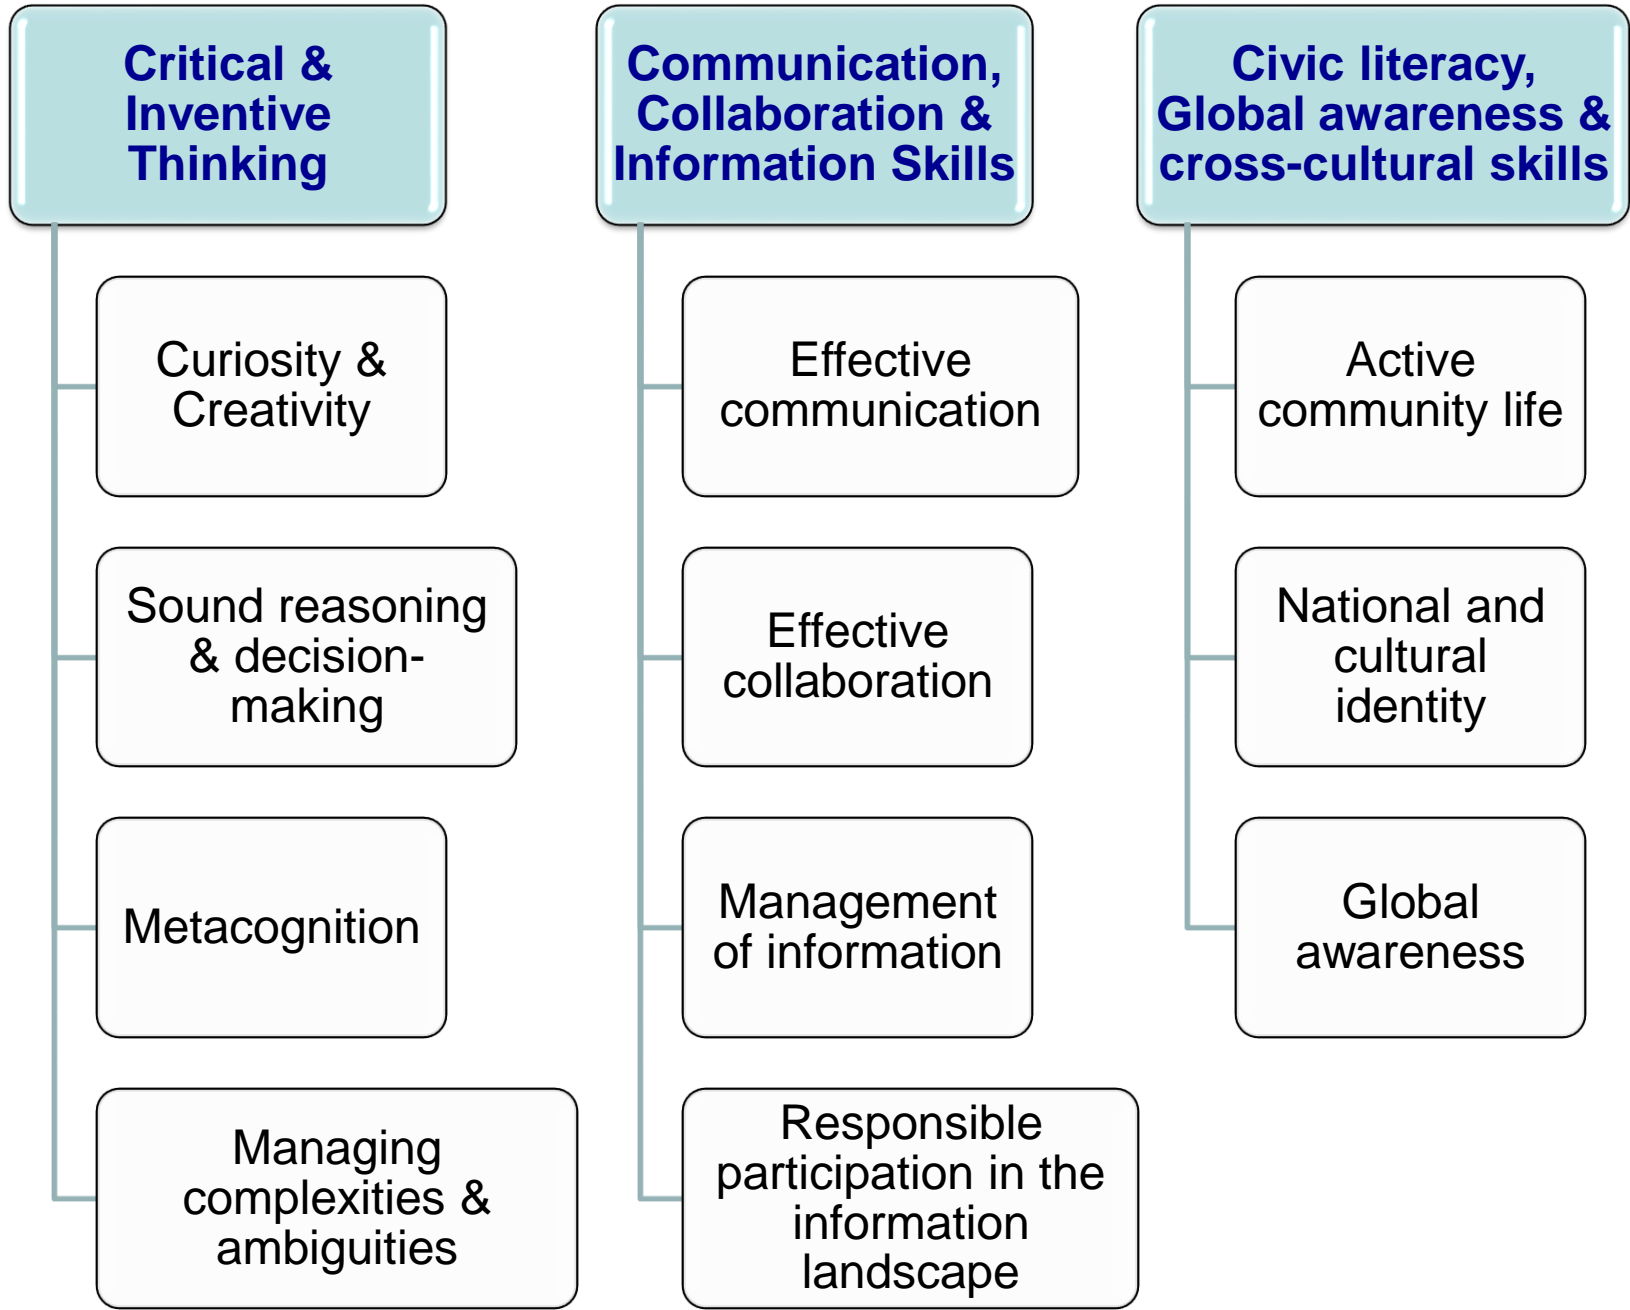 Critical &
Inventive
Thinking
Curiosity &
Creativity
Sound reasoning
& decision-
making
Metacognition
Managing
complexities &
ambiguities
Communication,
Collaboration &
Information Skills
Effective
communication
Effective
collaboration
Management
of information
Responsible
participation in the
information
landscape
Civic literacy,
Global awareness &
cross-cultural skills
Active
community life
National and
cultural
identity
Global
awareness